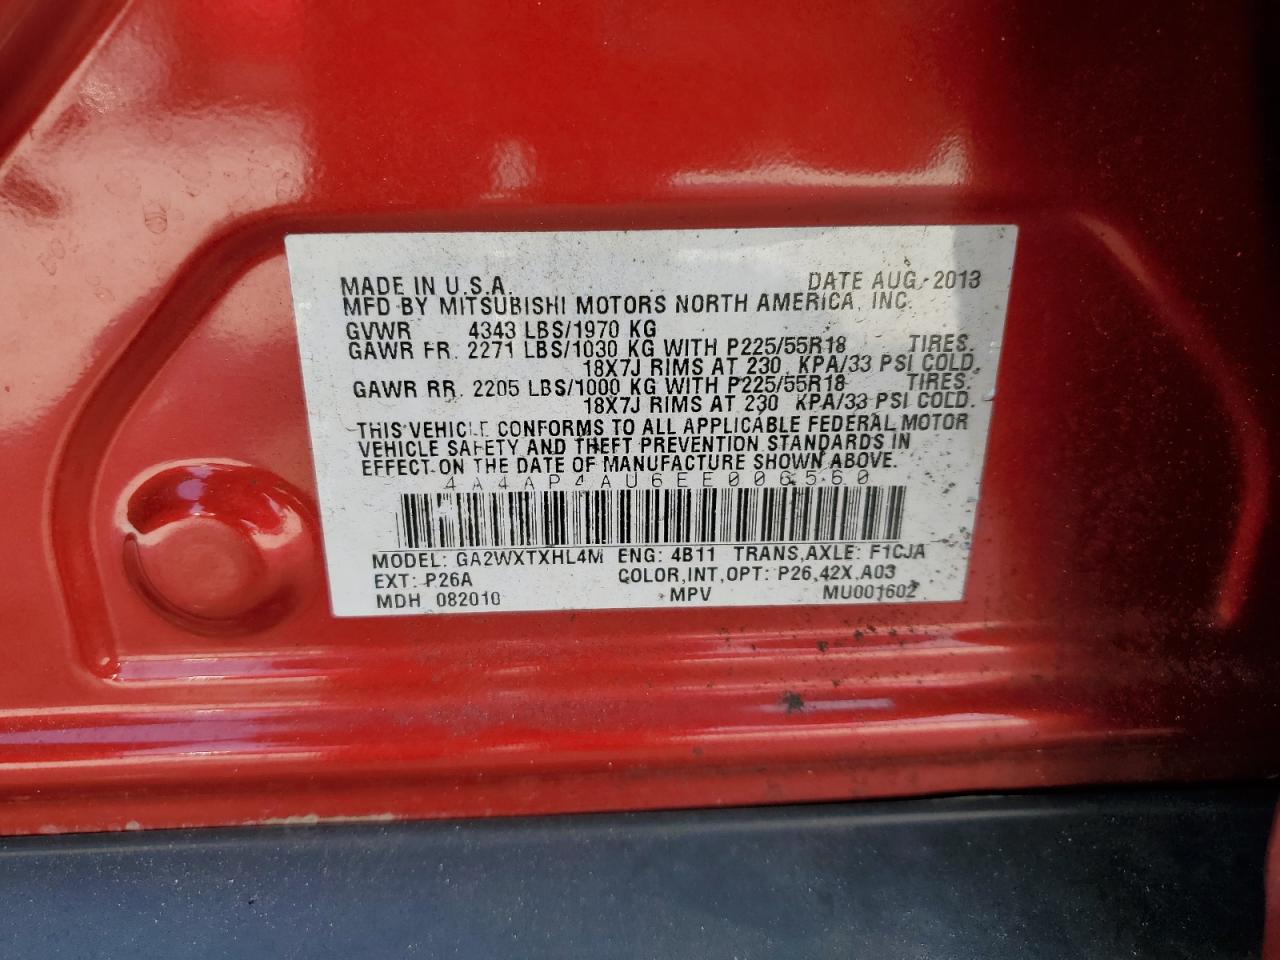 MADE IN U.S.A. DATE AUG. 2013
MFD BY MITSUBISHI MOTORS NORTH AMERICA, INC.
GVWR 4343 LBS/1970 KG
GAWR FR. 2271 LBS/1030 KG WITH P225/55R18 TIRES.
18X7J RIMS AT 230 KPA/33 PSI COLD.
GAWR RR. 2205 LBS/1000 KG WITH P225/55R18 TIRES.
18X7J RIMS AT 230 KPA/33 PSI COLD.
THIS VEHICLE CONFORMS TO ALL APPLICABLE FEDERAL MOTOR
VEHICLE SAFETY AND THEFT PREVENTION STANDARDS IN
EFFECT ON THE DATE OF MANUFACTURE SHOWN ABOVE.
4A4AP4AU6EE006560
MODEL: GA2WXTXHL4M ENG: 4B11 TRANS,AXLE: F1CJA
EXT: P26A COLOR,INT,OPT: P26,42X,A03
MDH 082010 MPV MU001602